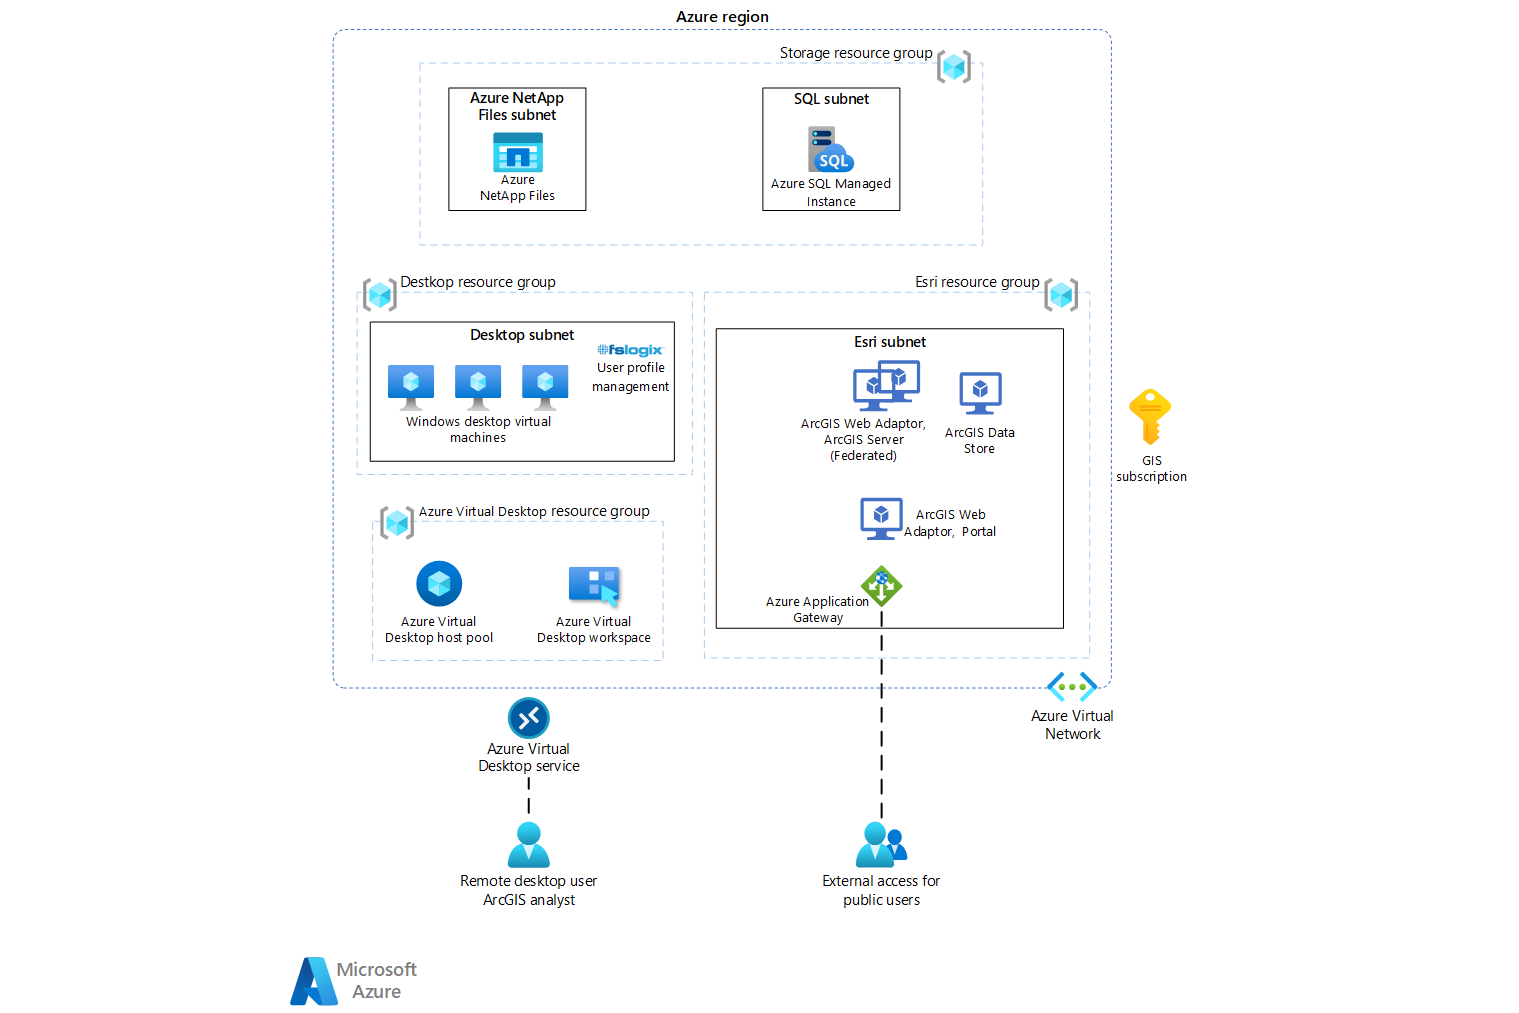 Azure region
Storage resource group
Azure NetApp
Files subnet
Azure
NetApp Files
SQL subnet
SQL
Azure SQL Managed
Instance
Destkop resource group
Desktop subnet
fslogix
User profile
management
Windows desktop virtual
machines
Esri resource group
Esri subnet
ArcGIS Web Adaptor,
ArcGIS Server
(Federated)
ArcGIS Data
Store
ArcGIS Web
Adaptor, Portal
Azure Application
Gateway
GIS
subscription
Azure Virtual Desktop resource group
Azure Virtual
Desktop host pool
Azure Virtual
Desktop workspace
Azure Virtual
Network
Azure Virtual
Desktop service
Remote desktop user
ArcGIS analyst
External access for
public users
Microsoft
Azure